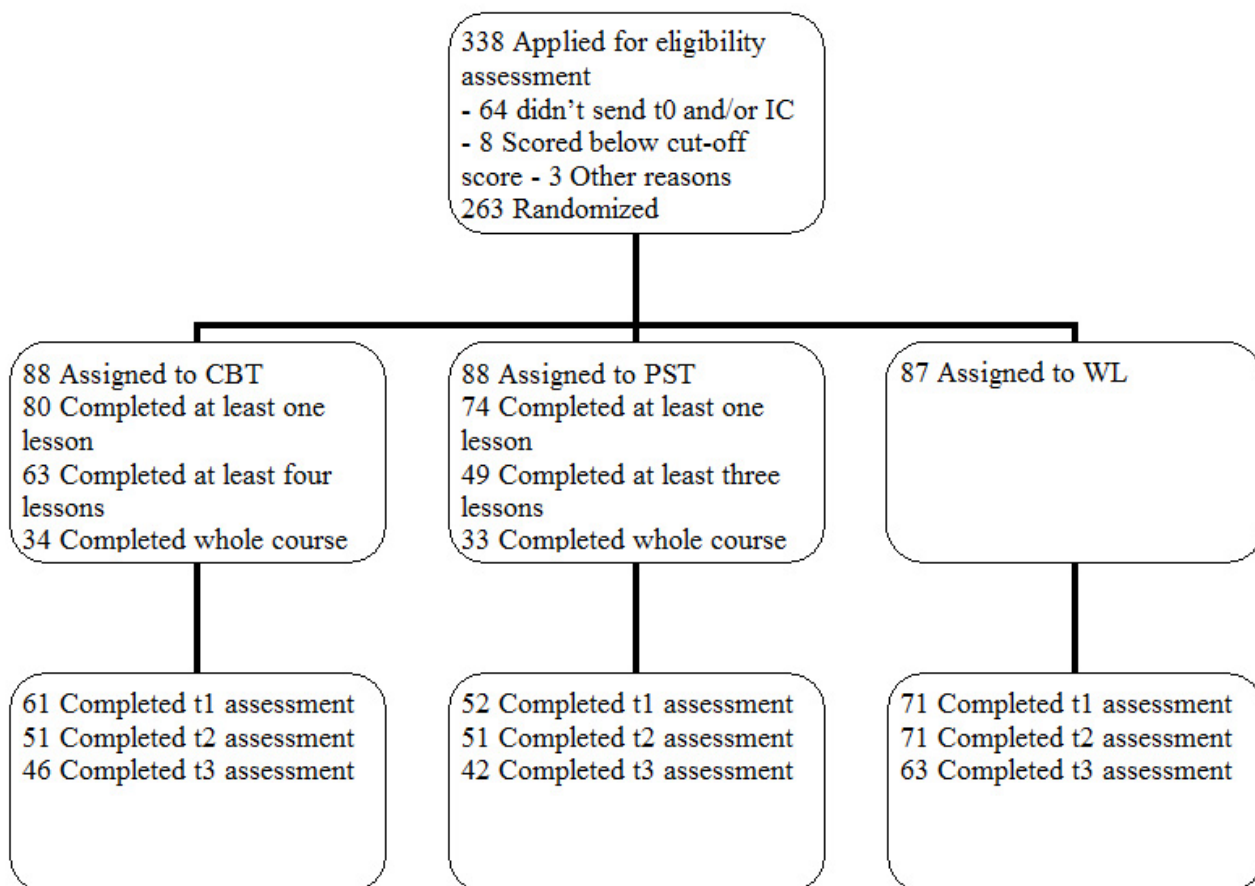 338 Applied for eligibility
assessment
- 64 didn't send t0 and/or IC
- 8 Scored below cut-off
score - 3 Other reasons
263 Randomized
88 Assigned to CBT
80 Completed at least one
lesson
63 Completed at least four
lessons
34 Completed whole course
88 Assigned to PST
74 Completed at least one
lesson
49 Completed at least three
lessons
33 Completed whole course
87 Assigned to WL
61 Completed t1 assessment
51 Completed t2 assessment
46 Completed t3 assessment
52 Completed t1 assessment
51 Completed t2 assessment
42 Completed t3 assessment
71 Completed t1 assessment
71 Completed t2 assessment
63 Completed t3 assessment